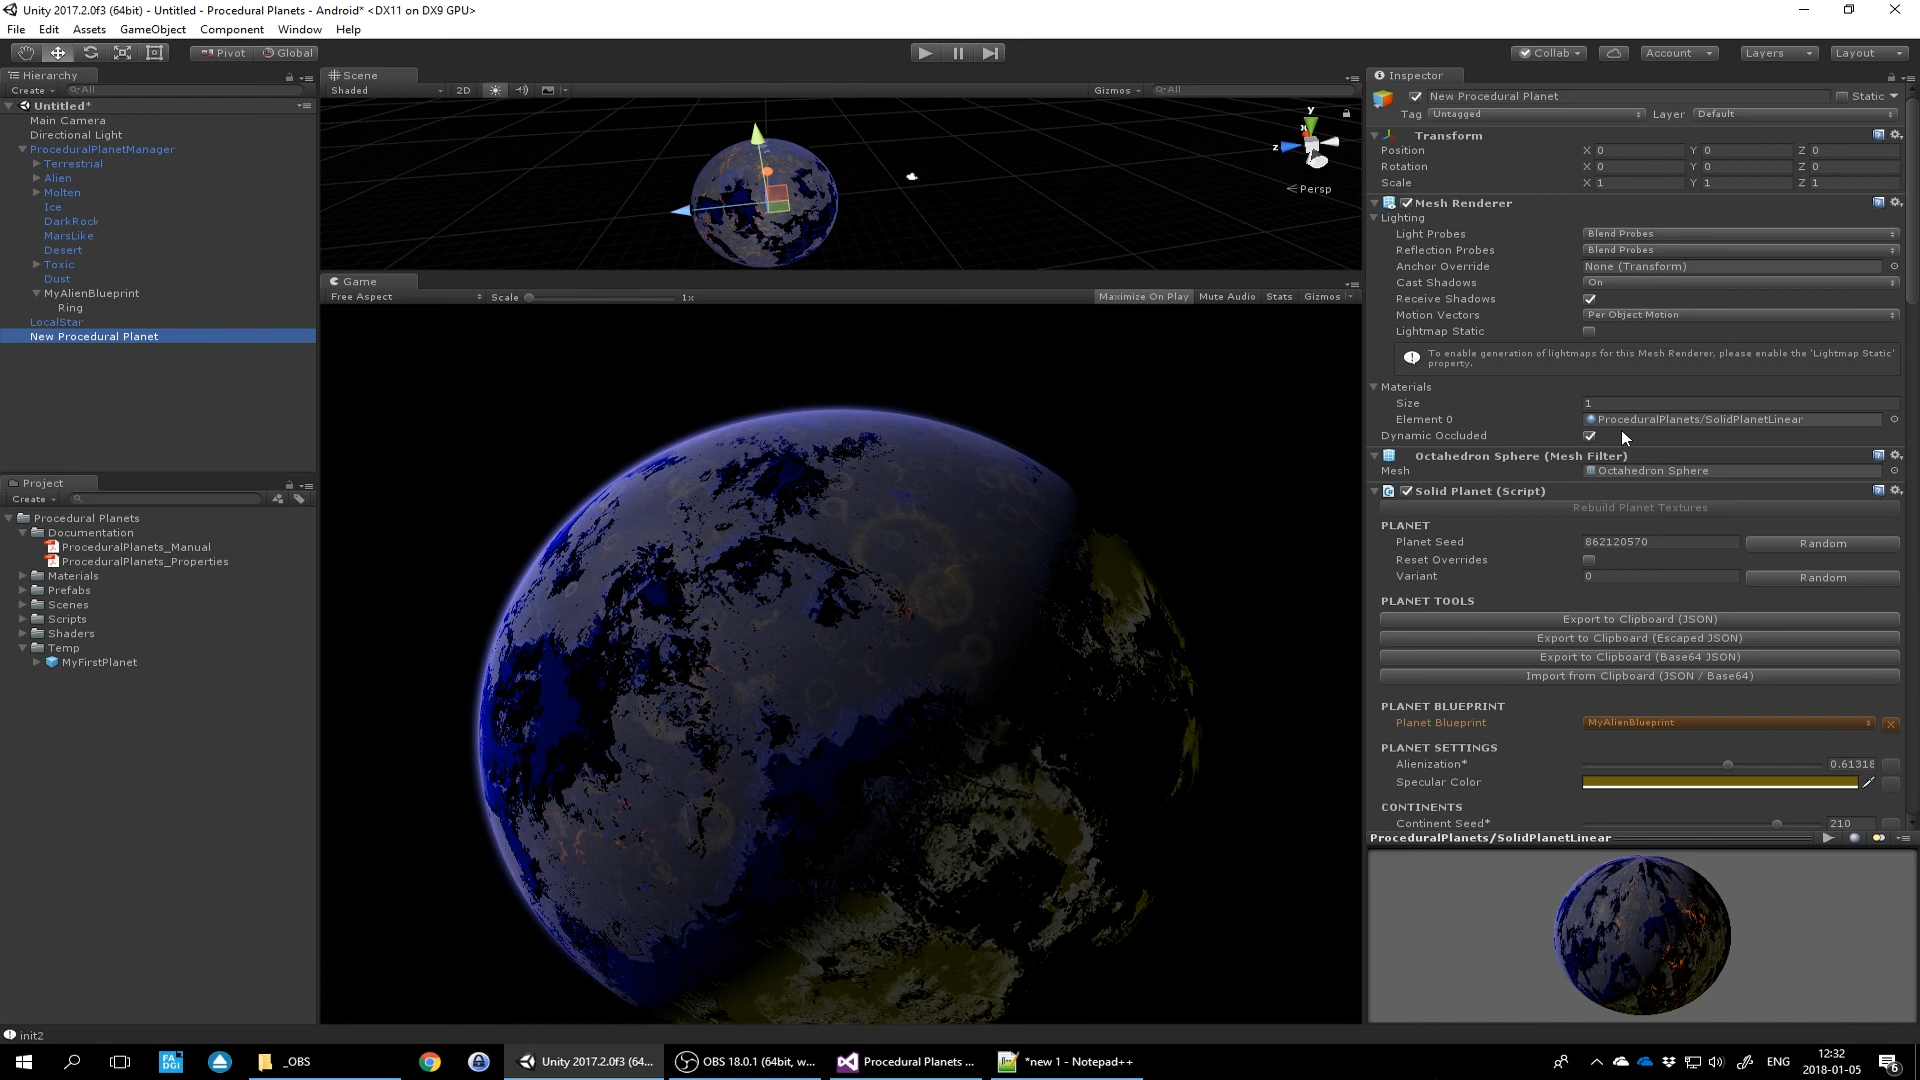 Unity 2017.2.0f3 (64bit) - Untitled - Procedural Planets - Android* <DX11 on DX9 GPU>
File Edit Assets GameObject Component Window Help
Pivot Global Collab Account Layers Layout
Hierarchy
Create All
Untitled*
Main Camera
Directional Light
ProceduralPlanetManager
Terrestrial
Alien
Molten
Ice
DarkRock
MarsLike
Desert
Toxic
Dust
MyAlienBlueprint
Ring
LocalStar
New Procedural Planet
Project
Create
Procedural Planets
Documentation
ProceduralPlanets_Manual
ProceduralPlanets_Properties
Materials
Prefabs
Scenes
Scripts
Shaders
Temp
MyFirstPlanet
Scene
Shaded 2D Gizmos All
y
x
z
Persp
Game
Free Aspect Scale 1x Maximize On Play Mute Audio Stats Gizmos
Inspector
New Procedural Planet Static
Tag Untagged Layer Default
Transform
Position X 0 Y 0 Z 0
Rotation X 0 Y 0 Z 0
Scale X 1 Y 1 Z 1
Mesh Renderer
Lighting
Light Probes Blend Probes
Reflection Probes Blend Probes
Anchor Override None (Transform)
Cast Shadows On
Receive Shadows
Motion Vectors Per Object Motion
Lightmap Static
To enable generation of lightmaps for this Mesh Renderer, please enable the 'Lightmap Static'
property.
Materials
Size 1
Element 0 ProceduralPlanets/SolidPlanetLinear
Dynamic Occluded
Octahedron Sphere (Mesh Filter)
Mesh Octahedron Sphere
Solid Planet (Script)
Rebuild Planet Textures
PLANET
Planet Seed 862120570 Random
Reset Overrides
Variant 0 Random
PLANET TOOLS
Export to Clipboard (JSON)
Export to Clipboard (Escaped JSON)
Export to Clipboard (Base64 JSON)
Import from Clipboard (JSON / Base64)
PLANET BLUEPRINT
Planet Blueprint MyAlienBlueprint X
PLANET SETTINGS
Alienization* 0.61318
Specular Color
CONTINENTS
Continent Seed* 210
ProceduralPlanets/SolidPlanetLinear
init2
FA
DGI
_OBS
Unity 2017.2.0f3 (64...
OBS 18.0.1 (64bit, w...
Procedural Planets ...
*new 1 - Notepad++
ENG
12:32
2018-01-05
6